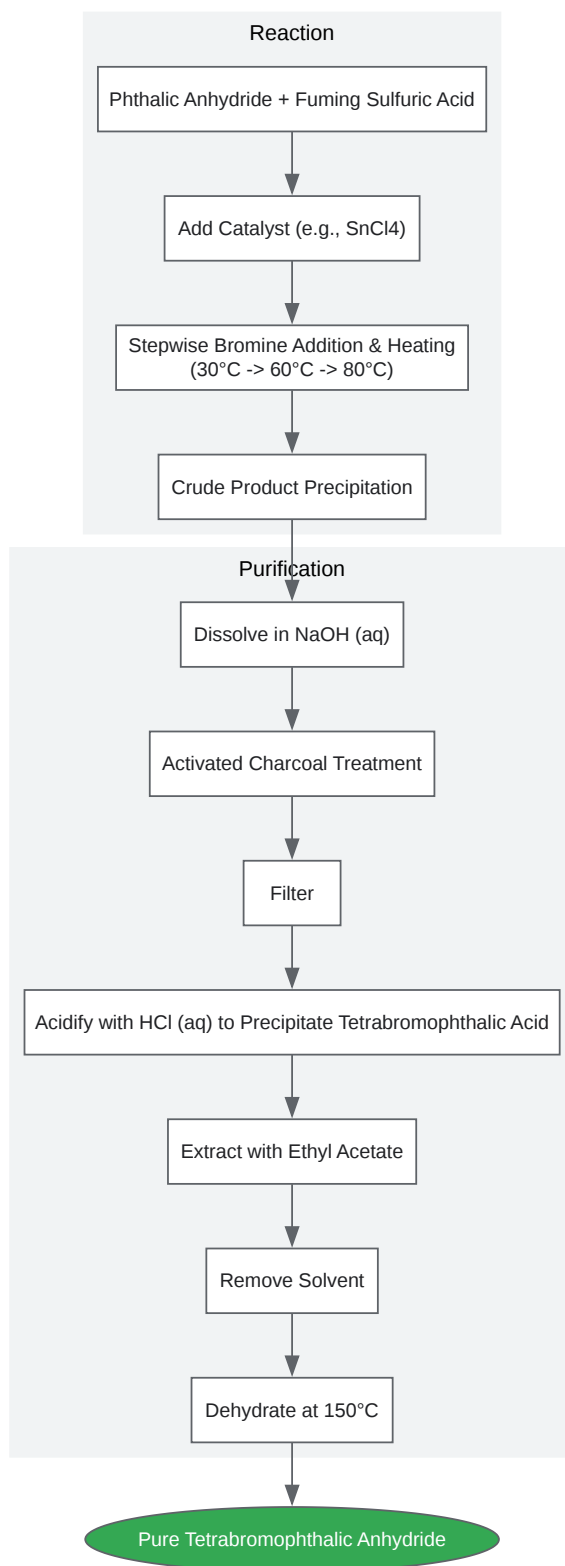 Reaction
Phthalic Anhydride + Fuming Sulfuric Acid
Add Catalyst (e.g., SnCl4)
Stepwise Bromine Addition & Heating
(30°C -> 60°C -> 80°C)
Crude Product Precipitation
Purification
Dissolve in NaOH (aq)
Activated Charcoal Treatment
Filter
Acidify with HCl (aq) to Precipitate Tetrabromophthalic Acid
Extract with Ethyl Acetate
Remove Solvent
Dehydrate at 150°C
Pure Tetrabromophthalic Anhydride